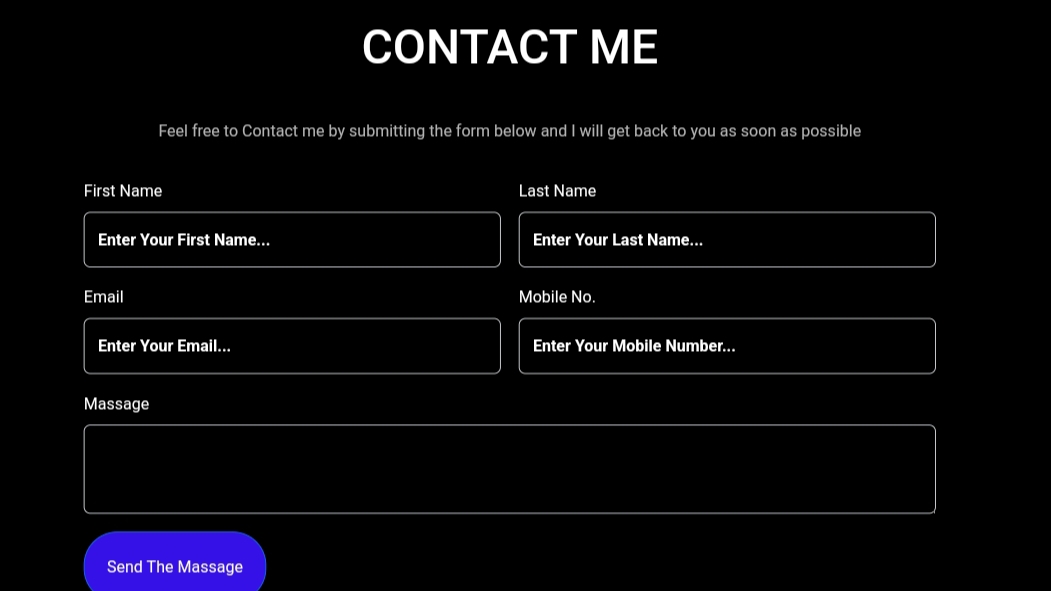 CONTACT ME
Feel free to Contact me by submitting the form below and I will get back to you as soon as possible
First Name
Last Name
Enter Your First Name...
Enter Your Last Name...
Email
Mobile No.
Enter Your Email...
Enter Your Mobile Number...
Massage
Send The Massage